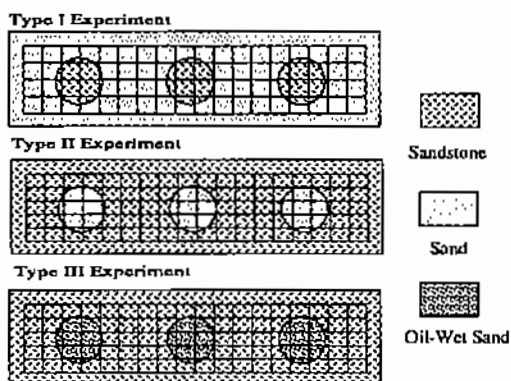 Type I Experiment
Type II Experiment
Type III Experiment
Sandstone
Sand
Oil-Wet Sand